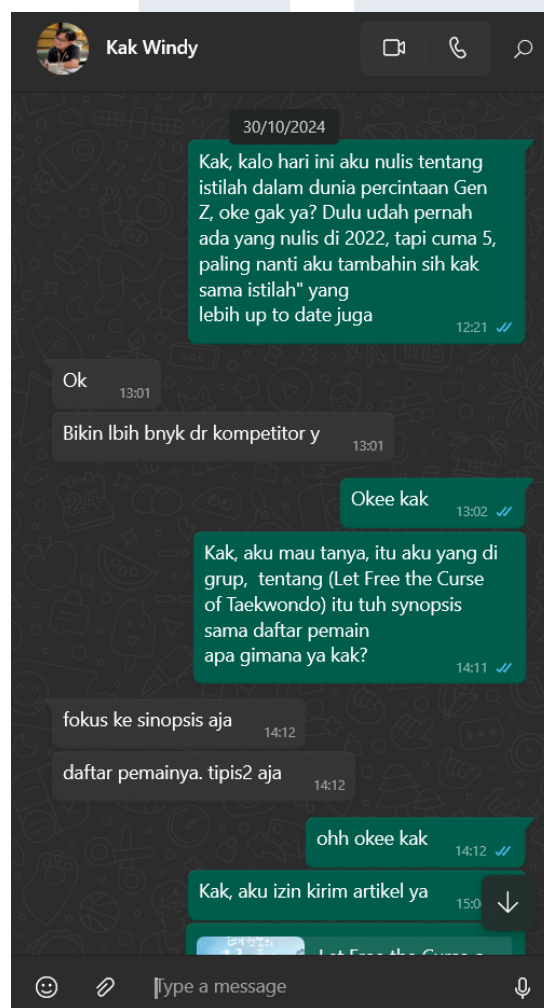 Kak Windy
30/10/2024
Kak, kalo hari ini aku nulis tentang
istilah dalam dunia percintaan Gen
Z, oke gak ya? Dulu udah pernah
ada yang nulis di 2022, tapi cuma 5,
paling nanti aku tambahin sih kak
sama istilah" yang
lebih up to date juga
12:21
Ok
13:01
Bikin lbih bnyk dr kompetitor y
13:01
Okee kak
13:02
Kak, aku mau tanya, itu aku yang di
grup, tentang (Let Free the Curse
of Taekwondo) itu tuh synopsis
sama daftar pemain
apa gimana ya kak?
14:11
fokus ke sinopsis aja
14:12
daftar pemainya. tipis2 aja
14:12
ohh okee kak
14:12
Kak, aku izin kirim artikel ya
Let Free the Curse
Type a message